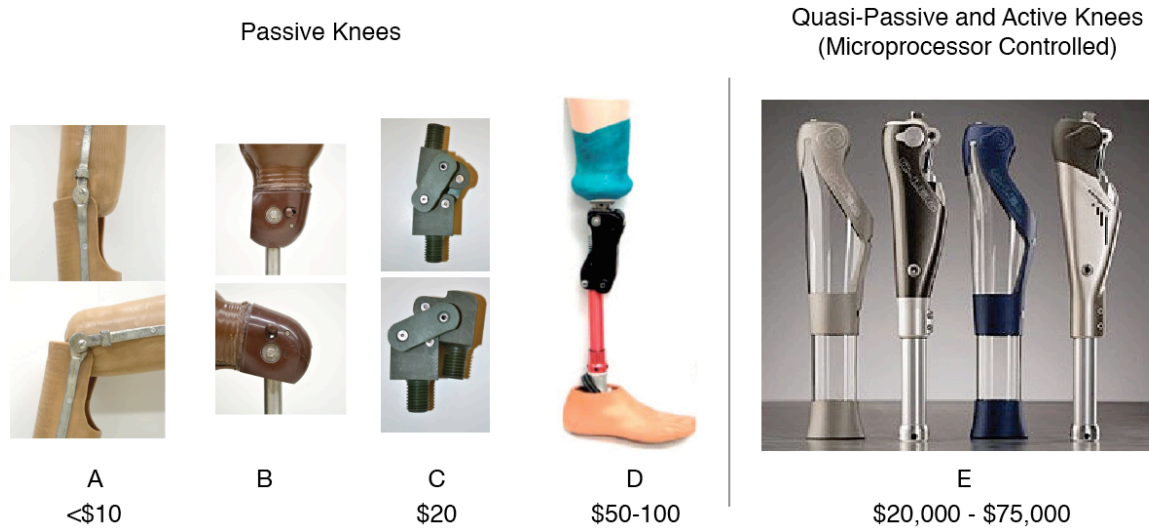 Passive Knees
Quasi-Passive and Active Knees
(Microprocessor Controlled)
A
B
C
D
E
<$10
$20
$50-100
$20,000 - $75,000